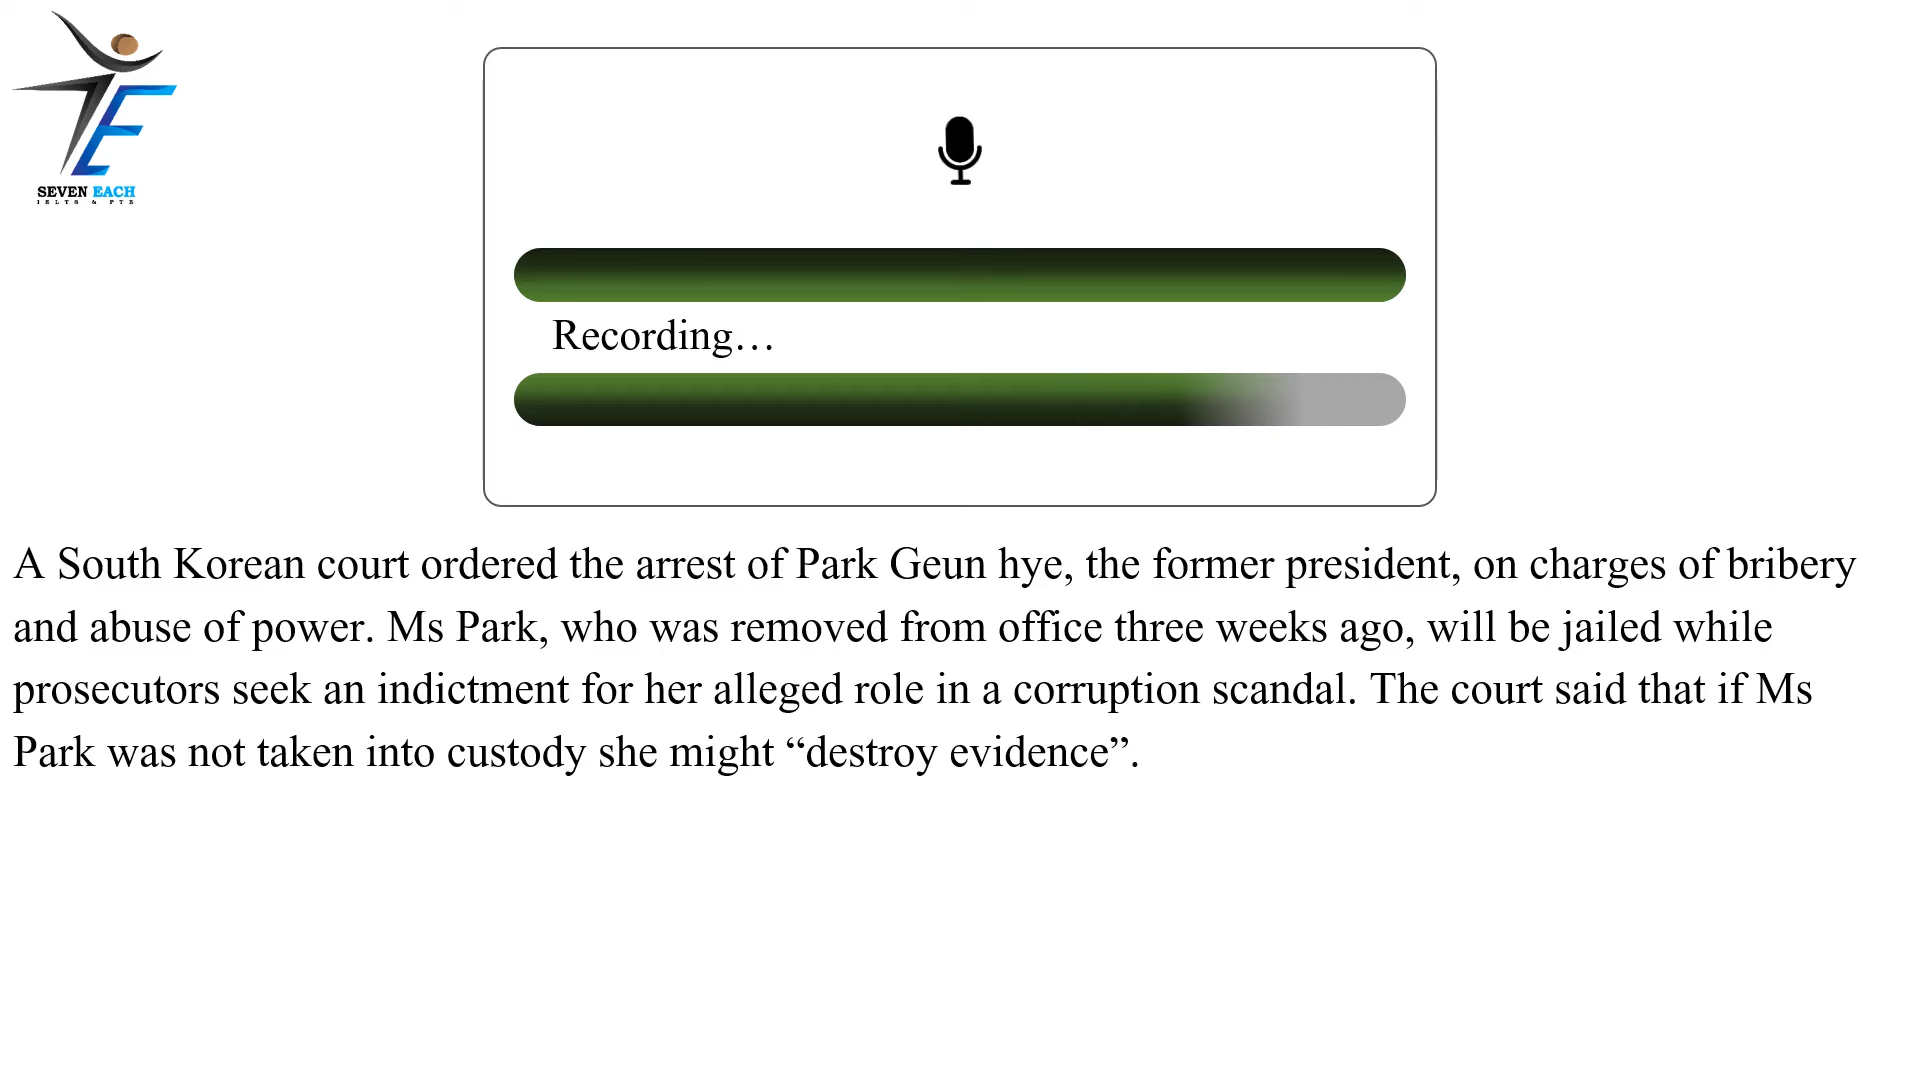 SEVEN EACH
IELTS & PTE
Recording…
A South Korean court ordered the arrest of Park Geun hye, the former president, on charges of bribery
and abuse of power. Ms Park, who was removed from office three weeks ago, will be jailed while
prosecutors seek an indictment for her alleged role in a corruption scandal. The court said that if Ms
Park was not taken into custody she might “destroy evidence”.